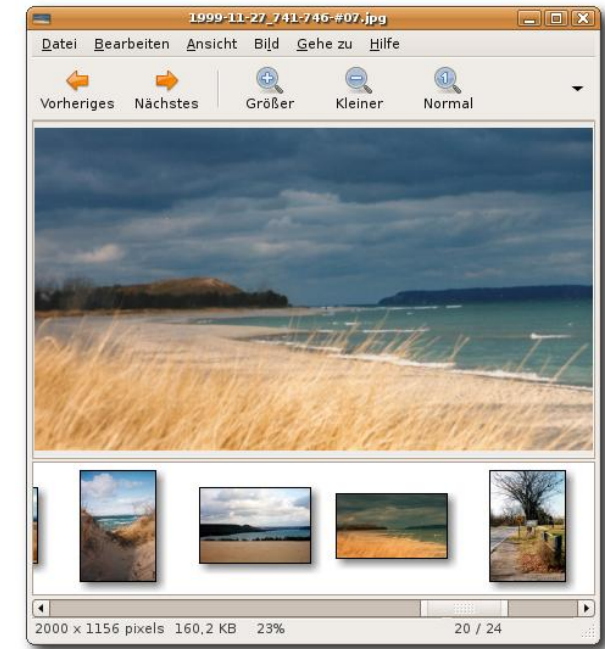 1999-11-27_741-746-#07.jpg
Datei Bearbeiten Ansicht Bild Gehe zu Hilfe
Vorheriges Nächstes Größer Kleiner Normal
2000 x 1156 pixels 160,2 KB 23% 20 / 24